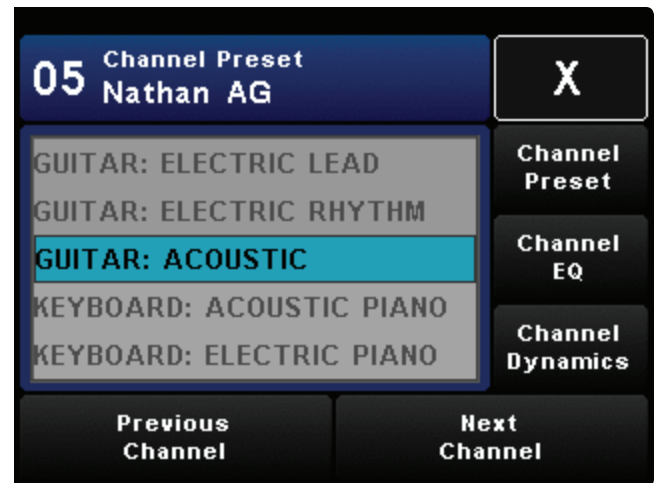 05 Channel Preset
Nathan AG
X
GUITAR: ELECTRIC LEAD
GUITAR: ELECTRIC RHYTHM
GUITAR: ACOUSTIC
KEYBOARD: ACOUSTIC PIANO
KEYBOARD: ELECTRIC PIANO
Channel
Preset
Channel
EQ
Channel
Dynamics
Previous
Channel
Next
Channel